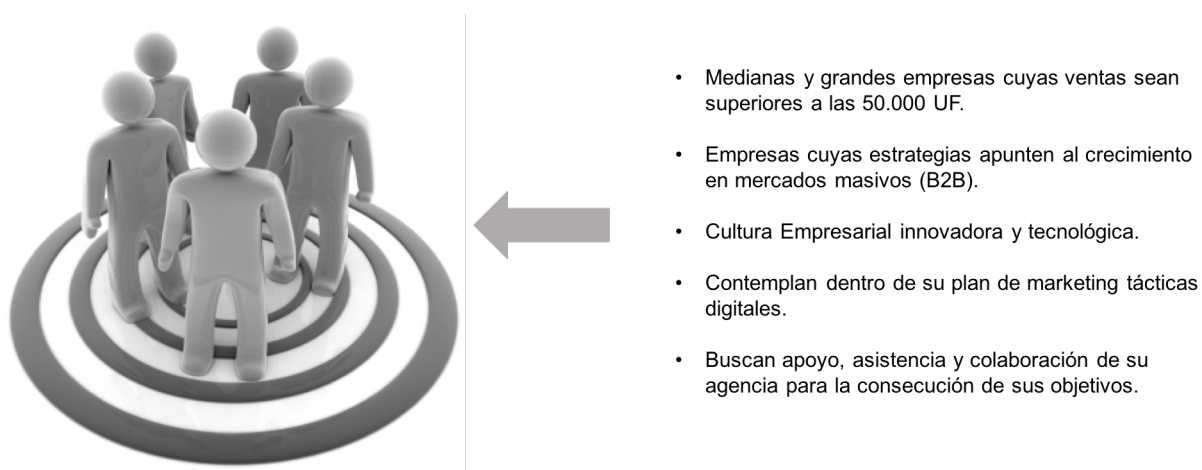 • Medianas y grandes empresas cuyas ventas sean
superiores a las 50.000 UF.
• Empresas cuyas estrategias apunten al crecimiento
en mercados masivos (B2B).
• Cultura Empresarial innovadora y tecnológica.
• Contemplan dentro de su plan de marketing tácticas
digitales.
• Buscan apoyo, asistencia y colaboración de su
agencia para la consecución de sus objetivos.